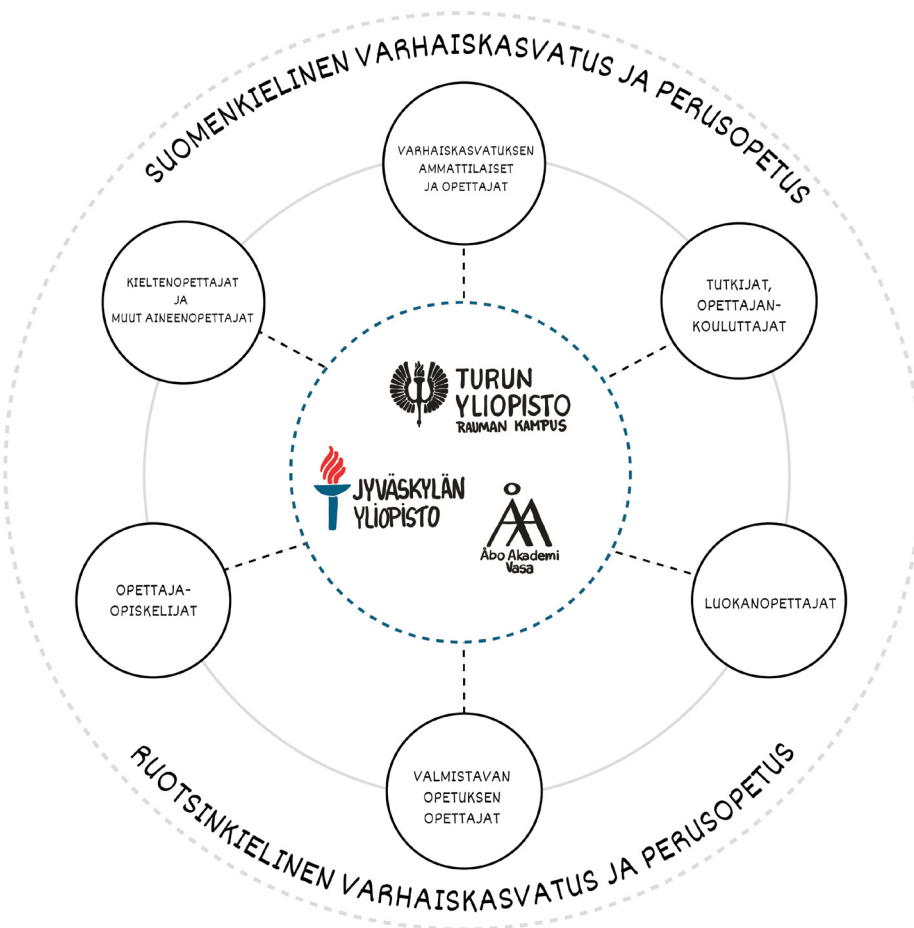 SUOMENKIELINEN VARHAISKASVATUS JA PERUSOPETUS
VARHAISKASVATUKSEN
AMMATTILAISET
JA OPETTAJAT
KIELTENOPETTAJAT
JA
MUUT AINEENOPETTAJAT
TUTKIJAT,
OPETTAJAN-
KOULUTTAJAT
TURUN
YLIOPISTO
RAUMAN KAMPUS
JYVÄSKYLÄN
YLIOPISTO
Åbo Akademi
Vasa
OPETTAJA-
OPISKELIJAT
LUOKANOPETTAJAT
VALMISTAVAN
OPETUKSEN
OPETTAJAT
RUOTSINKIELINEN VARHAISKASVATUS JA PERUSOPETUS